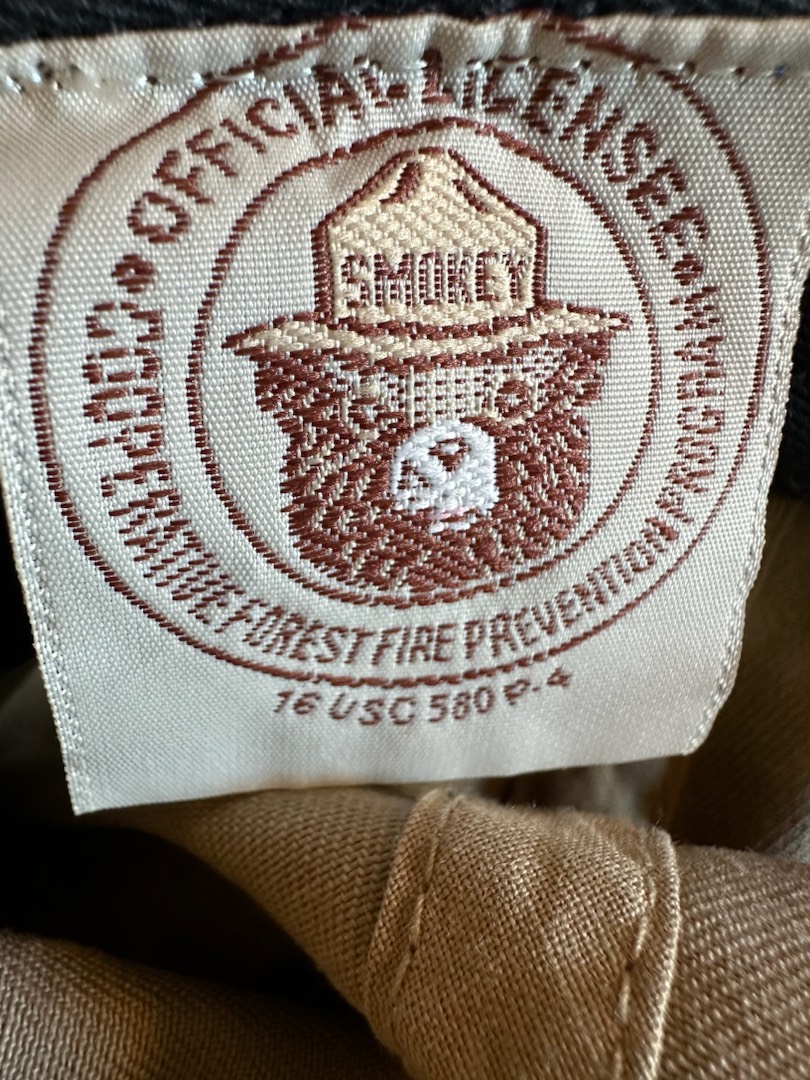 OFFICIAL LICENSEE
SMOKEY
COOPERATIVE FOREST FIRE PREVENTION PROGRAM
16 USC 580 P-4